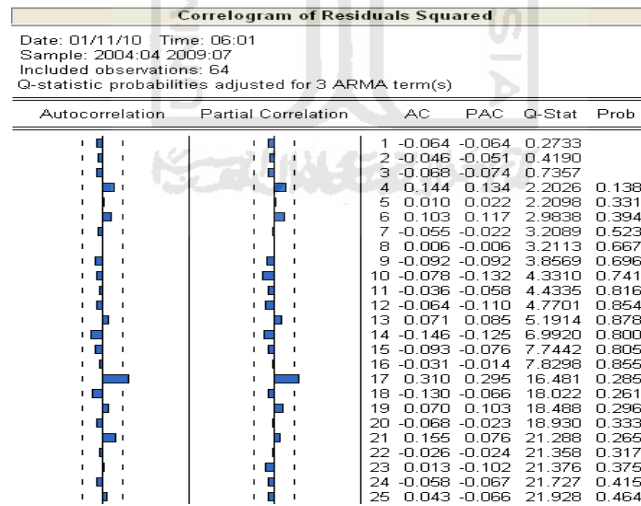 Correlogram of Residuals Squared
Date: 01/11/10 Time: 06:01
Sample: 2004:04 2009:07
Included observations: 64
Q-statistic probabilities adjusted for 3 ARMA term(s)
Autocorrelation Partial Correlation AC PAC Q-Stat Prob
1 -0.064 -0.064 0.2733
2 -0.046 -0.051 0.4190
3 -0.068 -0.074 0.7357
4 0.144 0.134 2.2026 0.138
5 0.010 0.022 2.2098 0.331
6 0.103 0.117 2.9838 0.394
7 -0.055 -0.022 3.2089 0.523
8 0.006 -0.006 3.2113 0.667
9 -0.092 -0.092 3.8569 0.696
10 -0.078 -0.132 4.3310 0.741
11 -0.036 -0.058 4.4335 0.816
12 -0.064 -0.110 4.7701 0.854
13 0.071 0.085 5.1914 0.878
14 -0.146 -0.125 6.9920 0.800
15 -0.093 -0.076 7.7442 0.805
16 -0.031 -0.014 7.8298 0.855
17 0.310 0.295 16.481 0.285
18 -0.130 -0.066 18.022 0.261
19 0.070 0.103 18.488 0.296
20 -0.068 -0.023 18.930 0.333
21 0.155 0.076 21.288 0.265
22 -0.026 -0.024 21.358 0.317
23 0.013 -0.102 21.376 0.375
24 -0.058 -0.067 21.727 0.415
25 0.043 -0.066 21.928 0.464